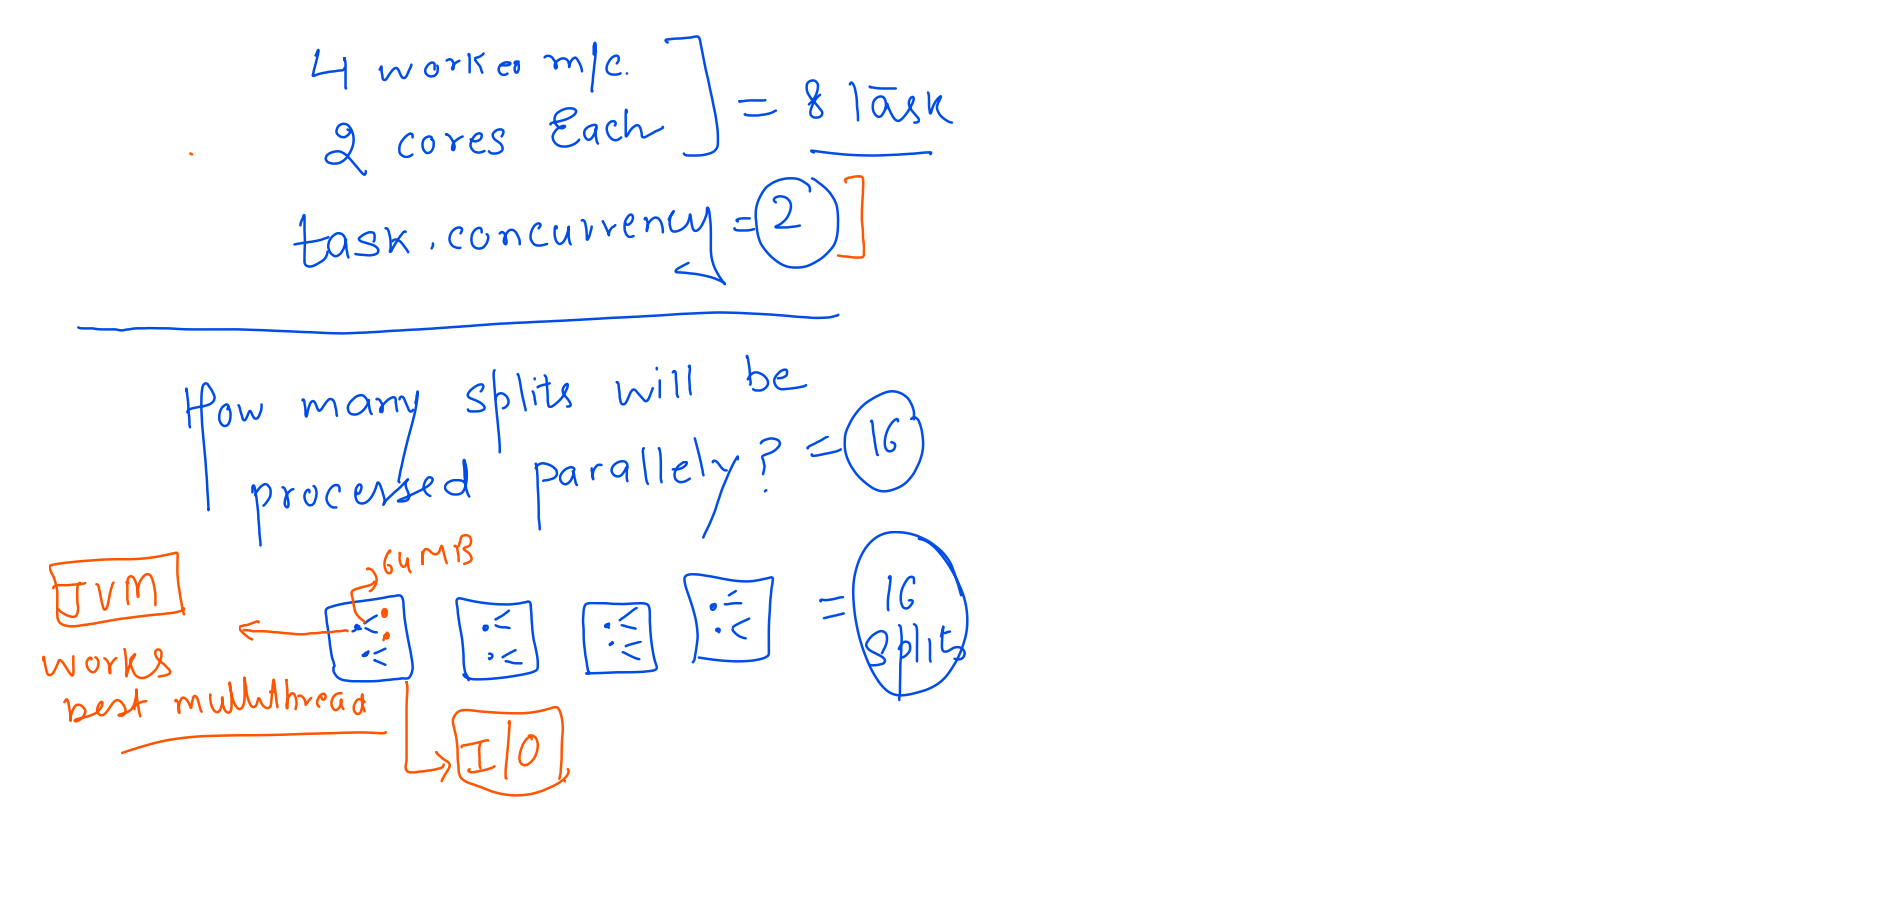 4 worker m/c.
2 cores Each
= 8 Task
task.concurrency = 2
How many splits will be
processed parallely? = 16
64MB
JVM
works
best multithread
= 16
splits
I/O